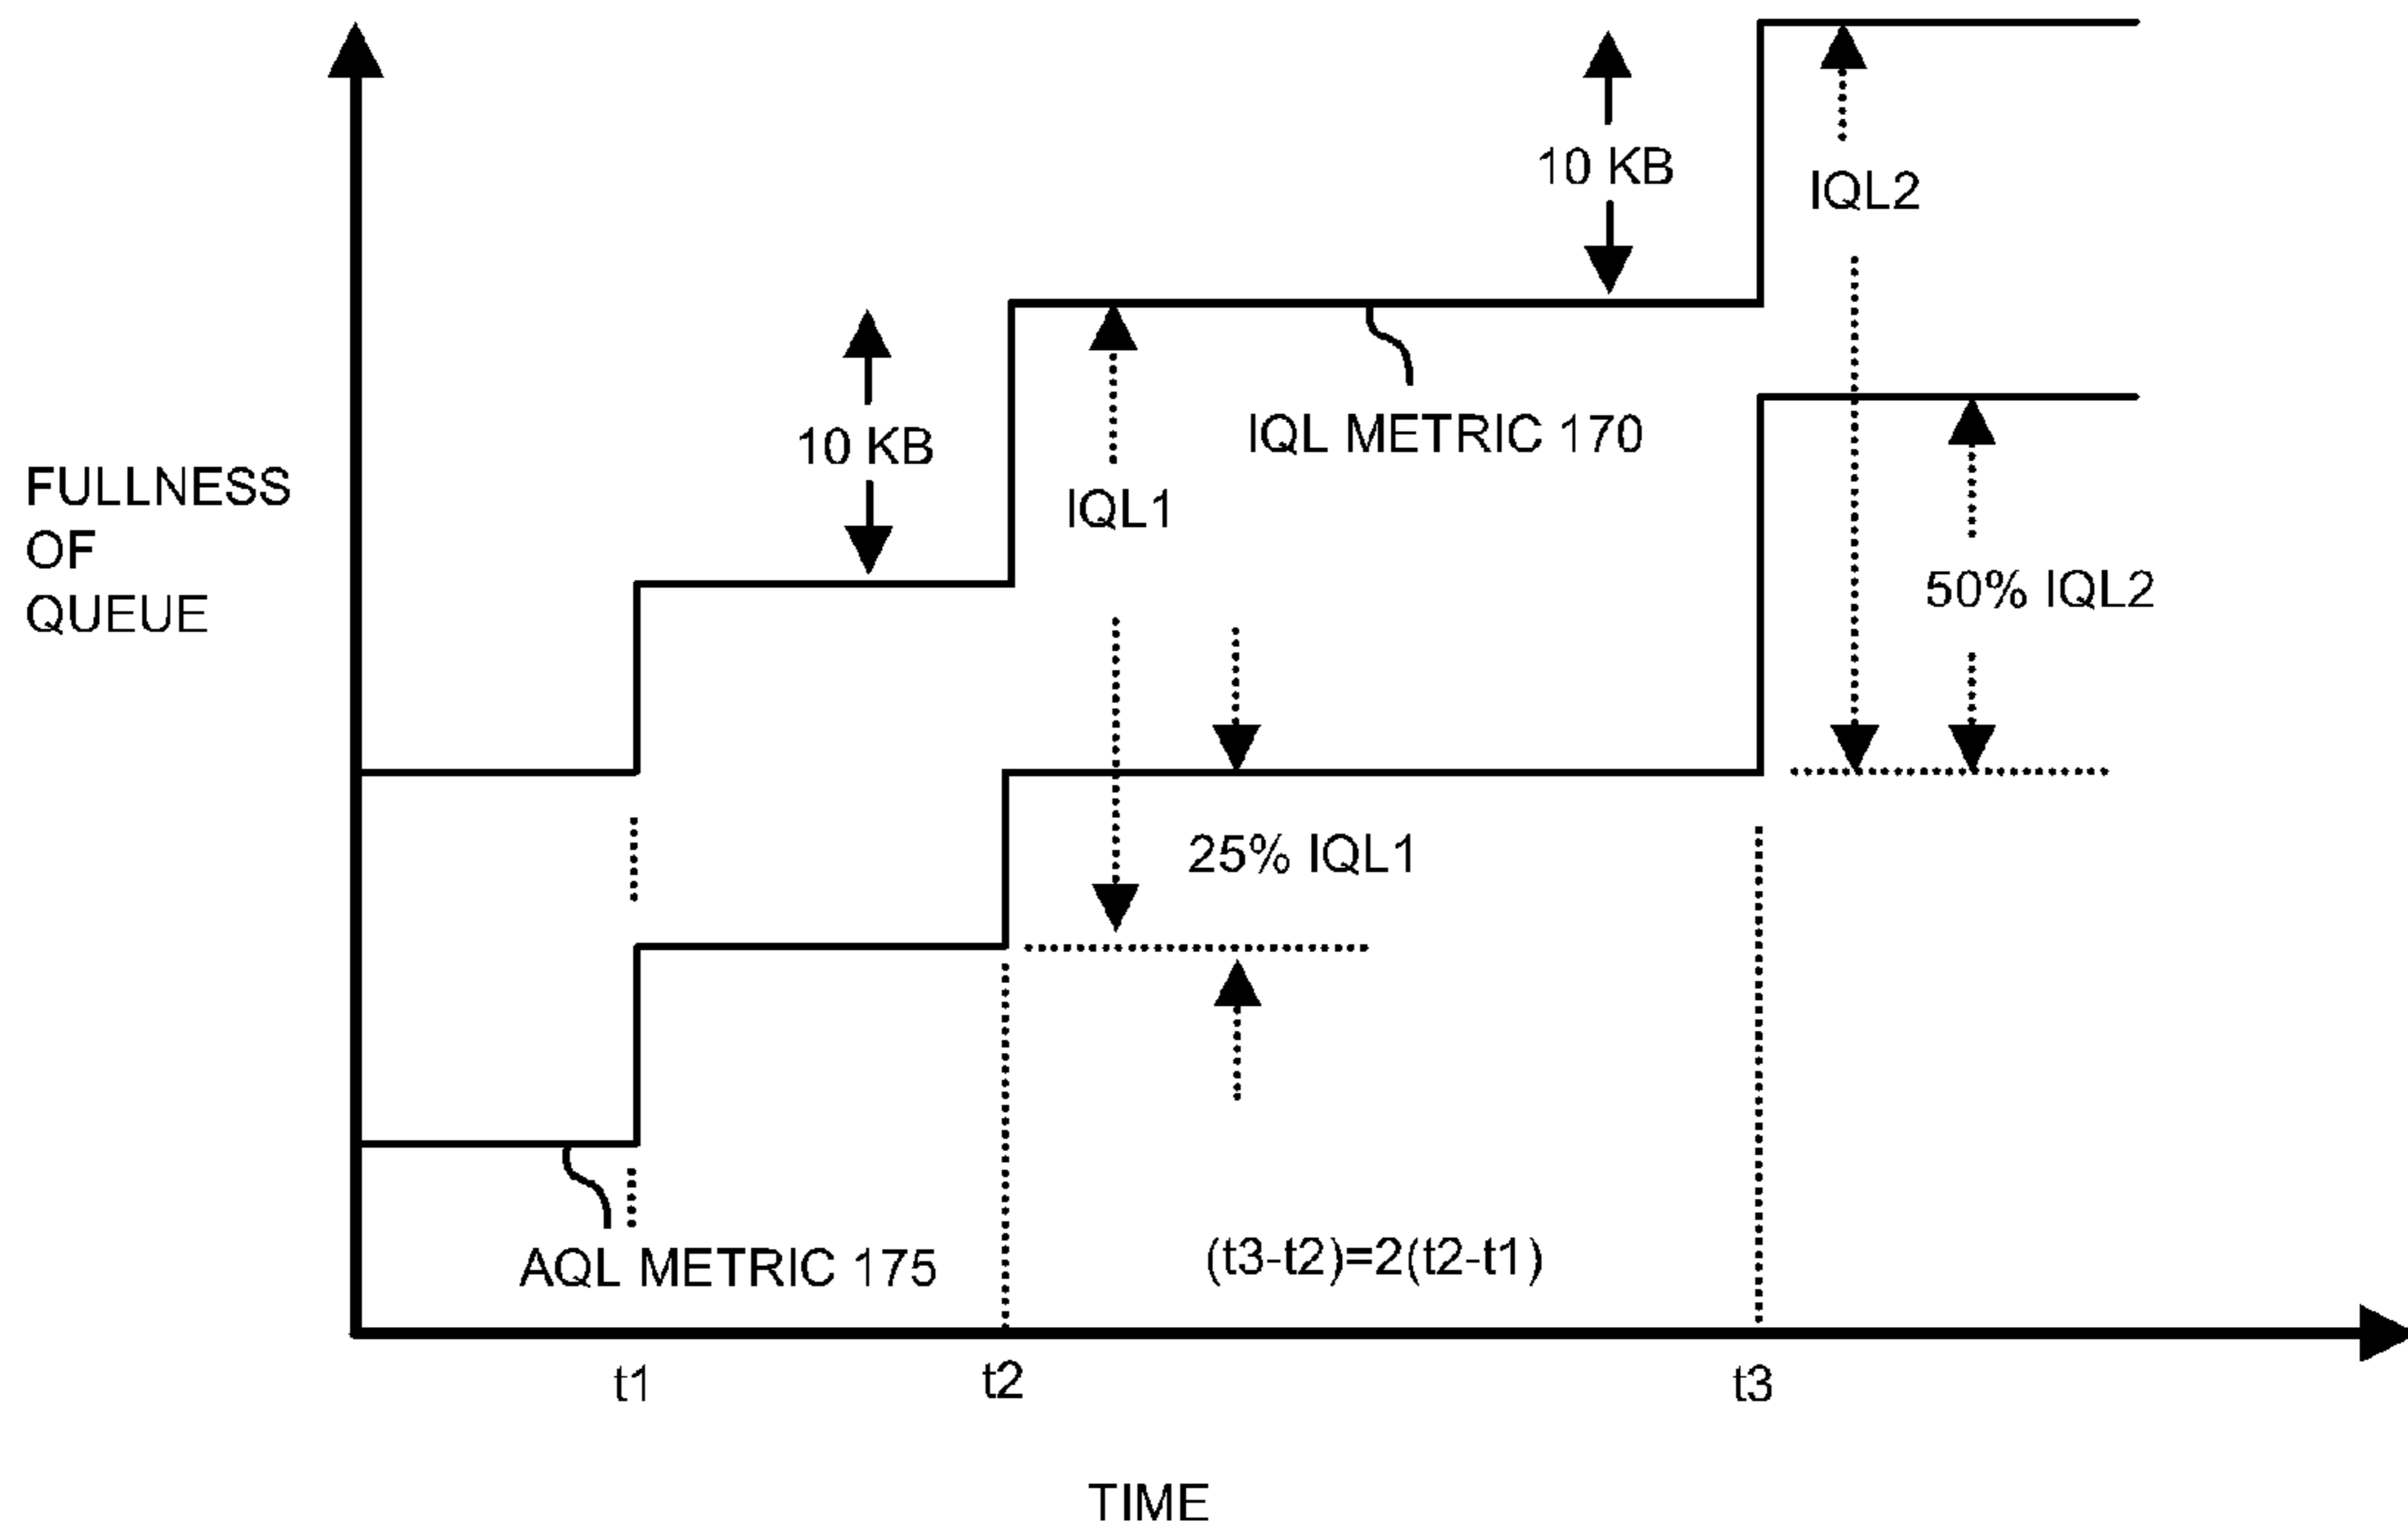 10 KB
IQL2
10 KB
IQL METRIC 170
FULLNESS
OF
QUEUE
IQL1
50% IQL2
25% IQL1
AQL METRIC 175
(t3-t2)=2(t2-t1)
t1
t2
t3
TIME